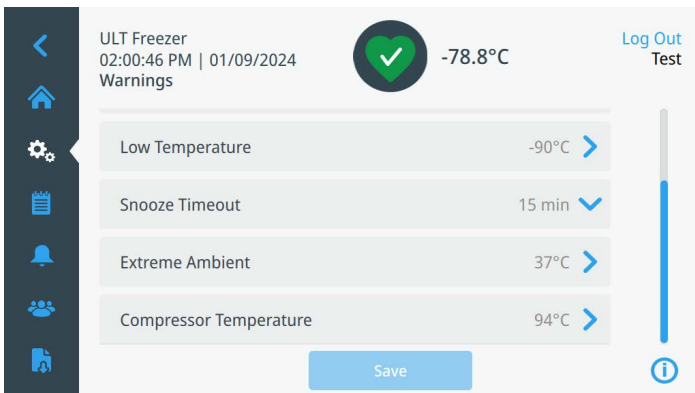 ULT Freezer
02:00:46 PM | 01/09/2024
Warnings
-78.8°C
Log Out
Test
Low Temperature -90°C
Snooze Timeout 15 min
Extreme Ambient 37°C
Compressor Temperature 94°C
Save